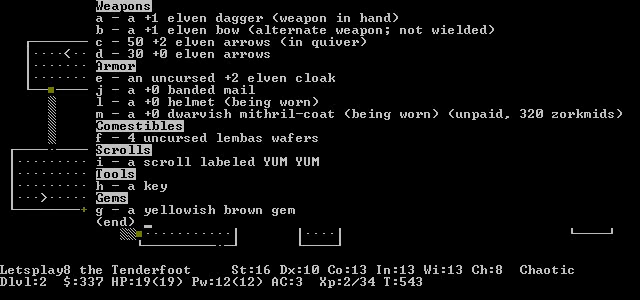 Weapons
a - a +1 elven dagger (weapon in hand)
b - a +1 elven bow (alternate weapon; not wielded)
c - 50 +2 elven arrows (in quiver)
d - 30 +0 elven arrows
Armor
e - an uncursed +2 elven cloak
j - a +0 banded mail
l - a +0 helmet (being worn)
m - a +0 dwarvish mithril-coat (being worn) (unpaid, 320 zorkmids)
Comestibles
f - 4 uncursed lembas wafers
Scrolls
i - a scroll labeled YUM YUM
Tools
h - a key
Gems
g - a yellowish brown gem
(end)
Letsplay8 the Tenderfoot St:16 Dx:10 Co:13 In:13 Wi:13 Ch:8 Chaotic
Dlvl:2 $:337 HP:19(19) Pw:12(12) AC:3 Xp:2/34 T:543